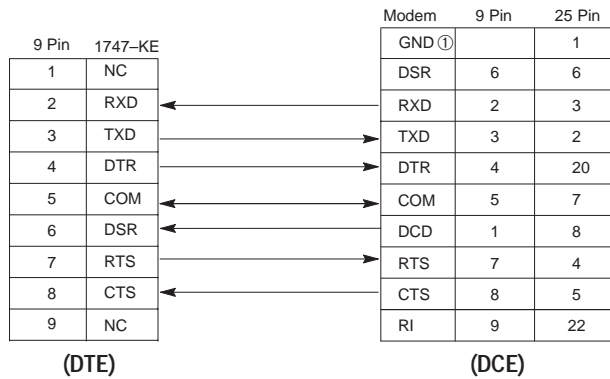 Modem 9 Pin 25 Pin
9 Pin 1747–KE
GND ① 1
1 NC
DSR 6 6
2 RXD
RXD 2 3
3 TXD
TXD 3 2
4 DTR
DTR 4 20
5 COM
COM 5 7
6 DSR
DCD 1 8
7 RTS
RTS 7 4
8 CTS
CTS 8 5
9 NC
RI 9 22
(DTE) (DCE)